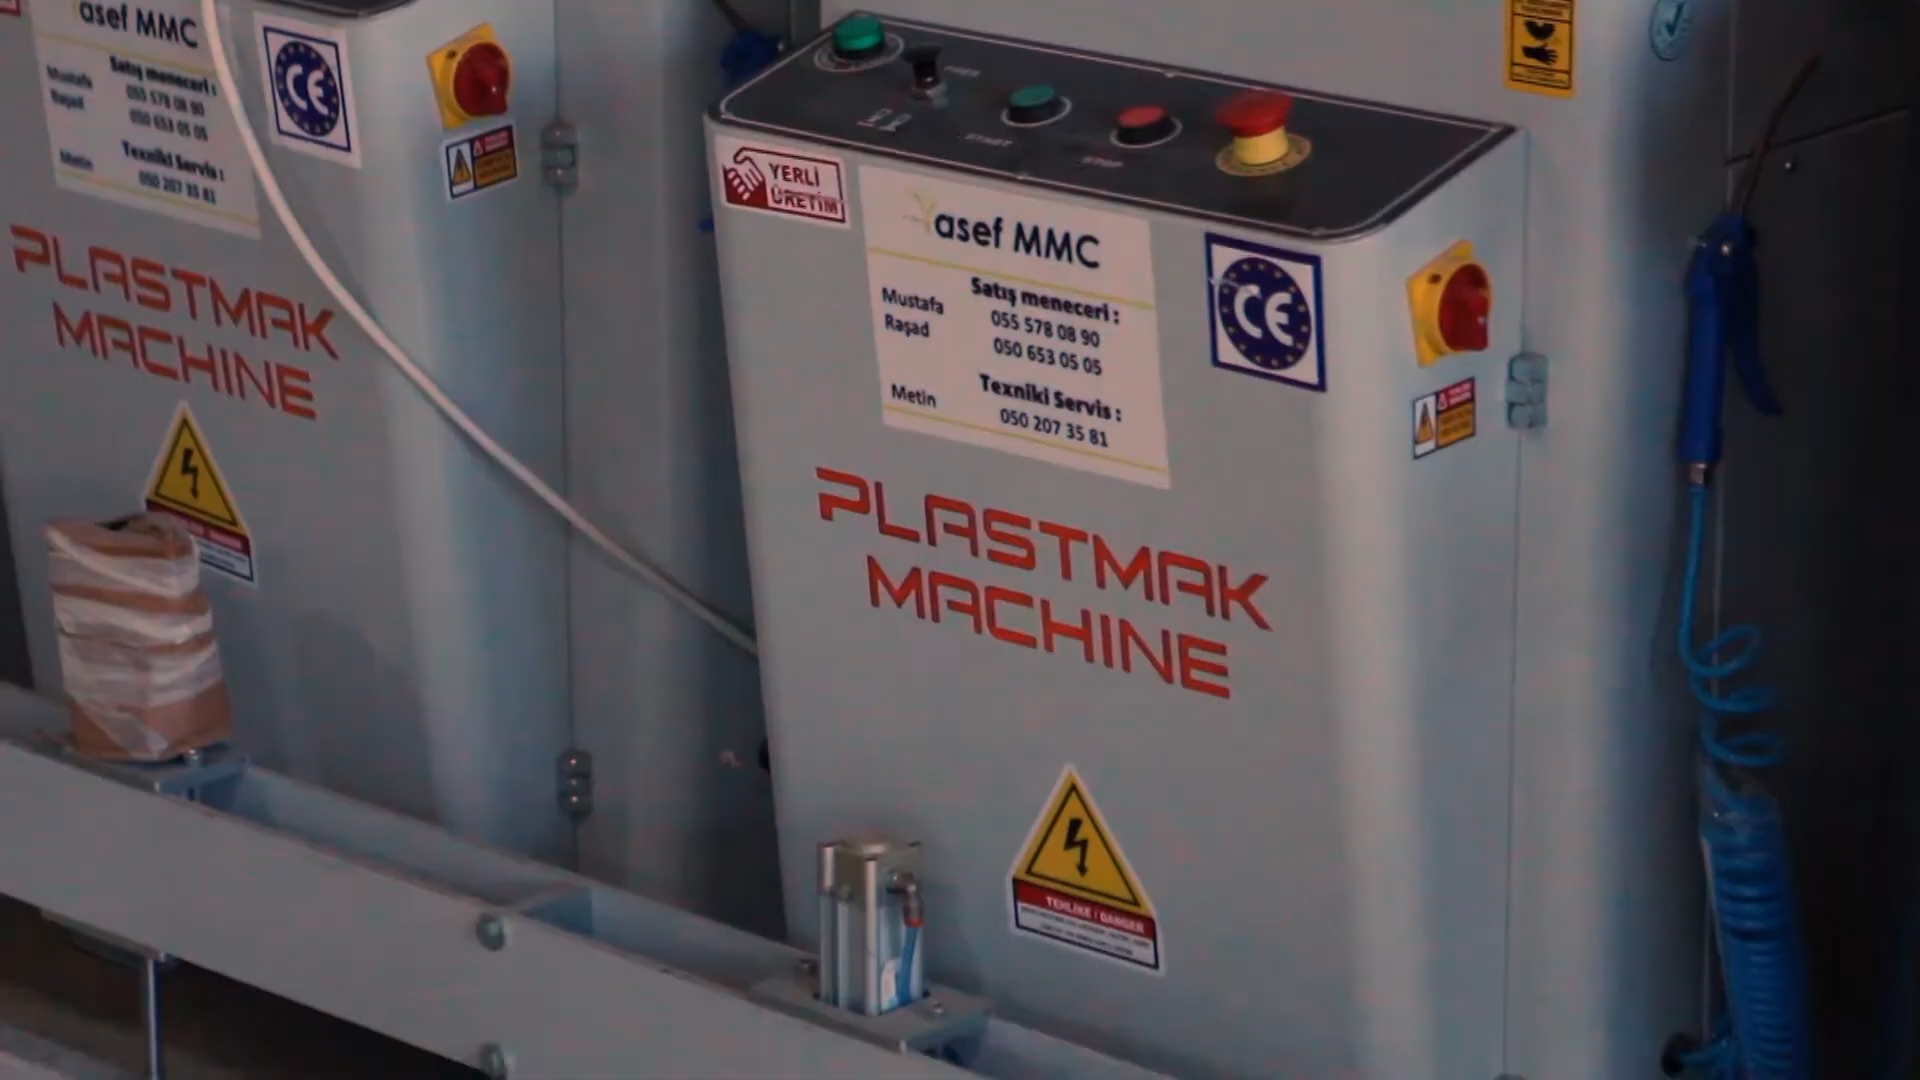 asef MMC
Satış meneceri :
Mustafa 055 578 08 90
Raşad 050 653 05 05
Texniki Servis :
Metin 050 207 35 81
PLASTMAK
MACHINE
CE
YERLİ
ÜRETİM
START
STOP
Yasef MMC
Satış meneceri :
Mustafa 055 578 08 90
Raşad 050 653 05 05
Texniki Servis :
Metin 050 207 35 81
CE
PLASTMAK
MACHINE
TEHLİKE / DANGER